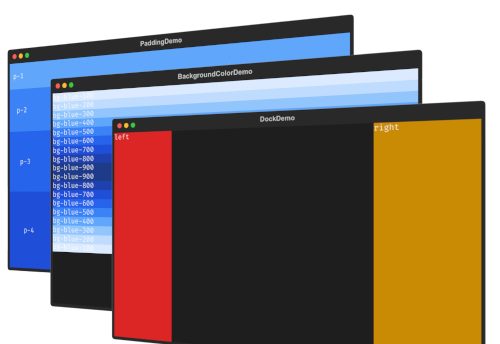 PaddingDemo
p-1
p-2
p-3
p-4
BackgroundColorDemo
bg-blue-200
bg-blue-300
bg-blue-400
bg-blue-500
bg-blue-600
bg-blue-700
bg-blue-800
bg-blue-900
bg-blue-900
bg-blue-800
bg-blue-700
bg-blue-600
bg-blue-500
bg-blue-400
bg-blue-300
bg-blue-200
DockDemo
left
right